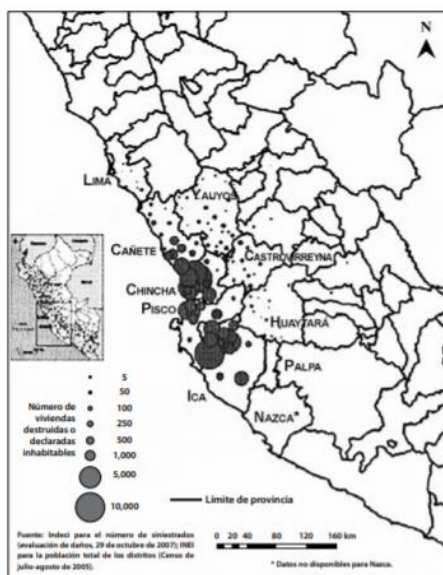 N
LIMA
YAUYOS
CAÑETE
CASTROVIRREYNA
CHINCHA
PISCO
HUAYTARÁ
PALPA
ICA
NAZCA*
Número de
viviendas
destruidas o
declaradas
inhabitables
5
50
100
250
500
1,000
5,000
10,000
Límite de provincia
Fuente: Indeci para el número de siniestrados
(evaluación de daños, 29 de octubre de 2007); INEI
para la población total de los distritos (Censo de
julio-agosto de 2005).
0 20 40 80 120 160 km
* Datos no disponibles para Nazca.